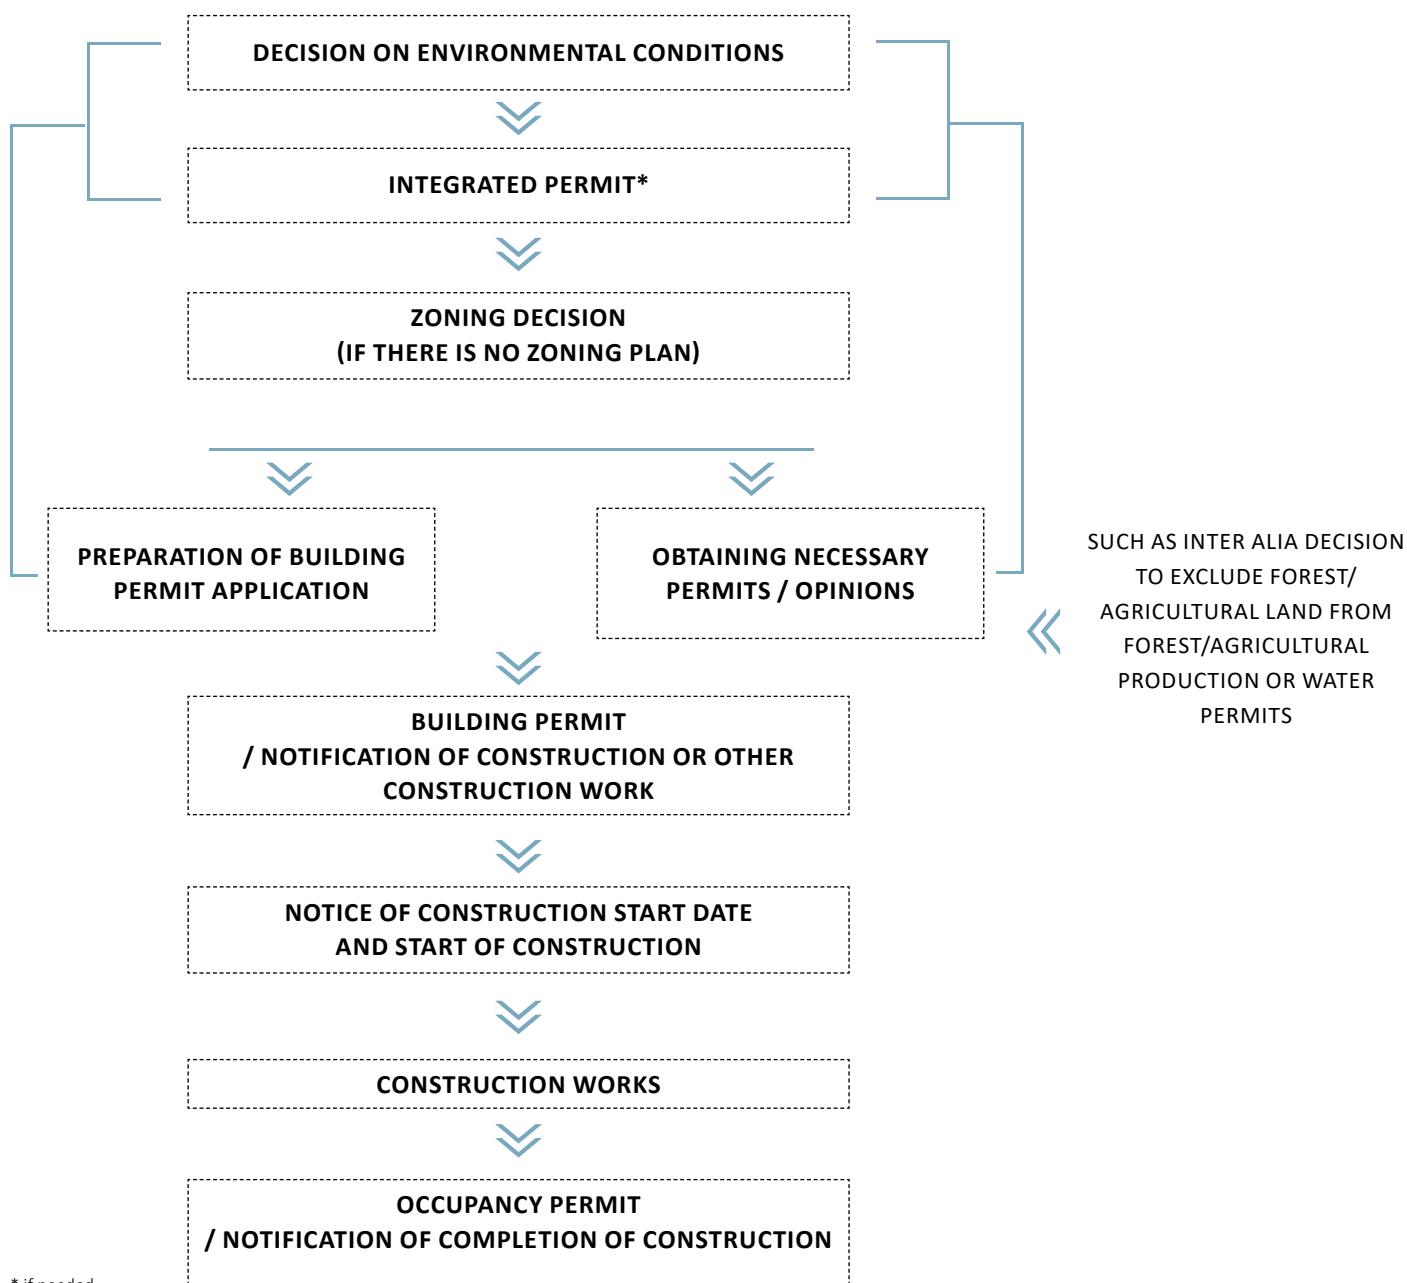 DECISION ON ENVIRONMENTAL CONDITIONS
INTEGRATED PERMIT*
ZONING DECISION
(IF THERE IS NO ZONING PLAN)
PREPARATION OF BUILDING
PERMIT APPLICATION
OBTAINING NECESSARY
PERMITS / OPINIONS
SUCH AS INTER ALIA DECISION
TO EXCLUDE FOREST/
AGRICULTURAL LAND FROM
FOREST/AGRICULTURAL
PRODUCTION OR WATER
PERMITS
BUILDING PERMIT
/ NOTIFICATION OF CONSTRUCTION OR OTHER
CONSTRUCTION WORK
NOTICE OF CONSTRUCTION START DATE
AND START OF CONSTRUCTION
CONSTRUCTION WORKS
OCCUPANCY PERMIT
/ NOTIFICATION OF COMPLETION OF CONSTRUCTION
* if needed